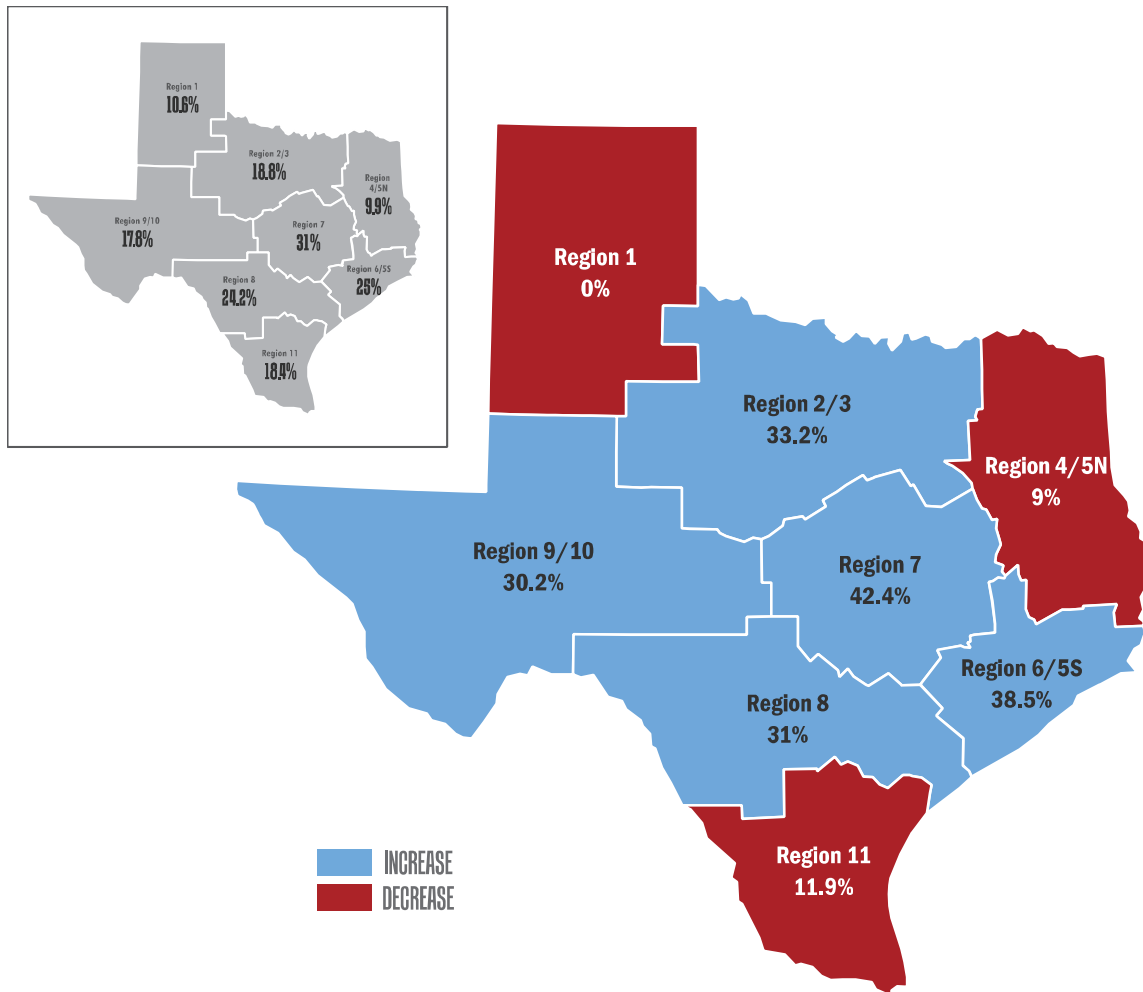 Region 1
10.6%
Region 2/3
18.8%
Region
4/5N
9.9%
Region 9/10
17.8%
Region 7
31%
Region 6/5S
25%
Region 8
24.2%
Region 11
18.4%
Region 1
0%
Region 2/3
33.2%
Region 4/5N
9%
Region 9/10
30.2%
Region 7
42.4%
Region 6/5S
38.5%
Region 8
31%
Region 11
11.9%
INCREASE
DECREASE